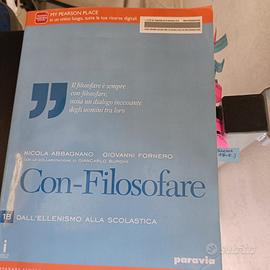 MY PEARSON PLACE
Il filosofare è sempre
con-filosofare,
ossia un dialogo incessante
degli uomini tra loro
NICOLA ABBAGNANO GIOVANNI FORNERO
CON LA COLLABORAZIONE DI GIANCARLO BURGHI
Con-Filosofare
1B DALL'ELLENISMO ALLA SCOLASTICA
paravia
subito